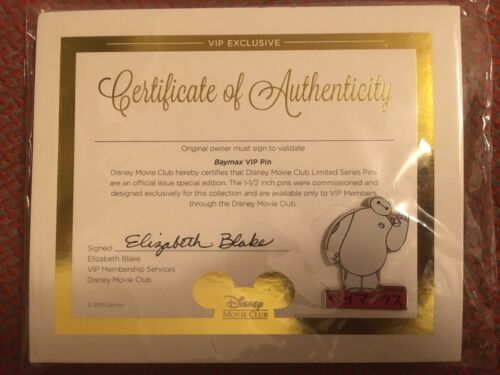 VIP EXCLUSIVE
Certificate of Authenticity
Original owner must sign to validate
Baymax VIP Pin
Disney Movie Club hereby certifies that Disney Movie Club Limited Series Pins
are an official issue special edition. The 1-1/2 inch pins were commissioned and
designed exclusively for this collection and are available only to VIP Members
through the Disney Movie Club.
Signed Elizabeth Blake
Elizabeth Blake
VIP Membership Services
Disney Movie Club
© 2015 Disney
Disney
MOVIE CLUB
ベイマックス